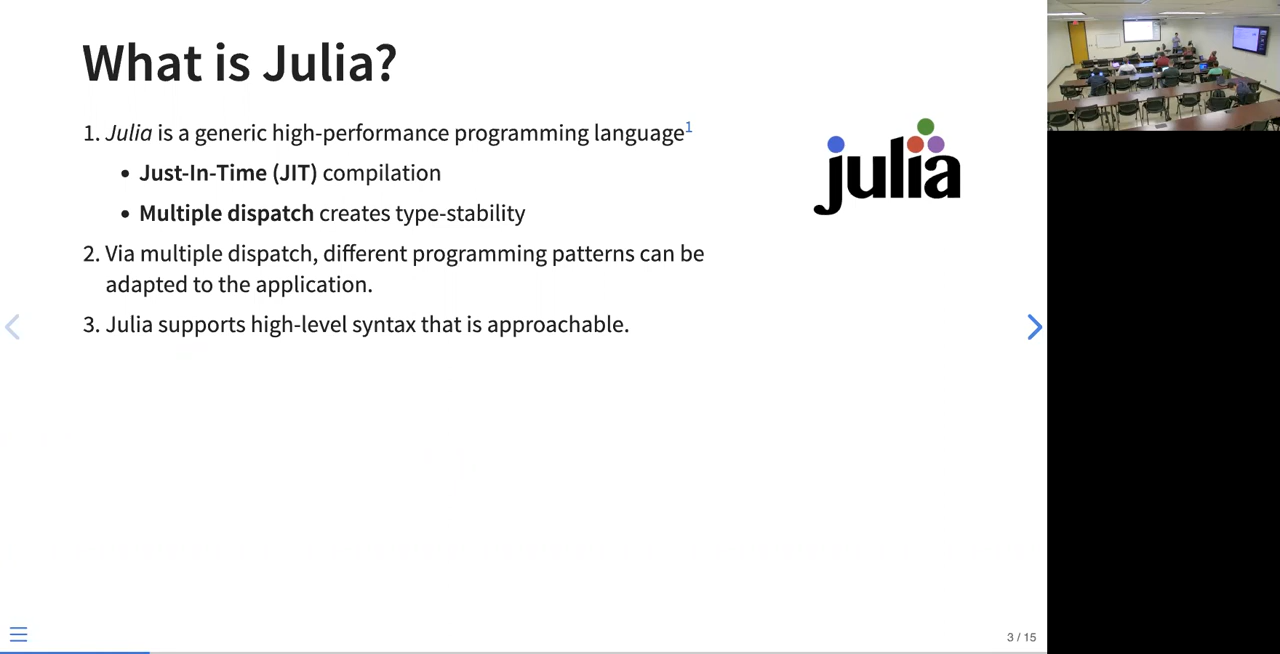 What is Julia?
1. Julia is a generic high-performance programming language1
• Just-In-Time (JIT) compilation
• Multiple dispatch creates type-stability
2. Via multiple dispatch, different programming patterns can be
adapted to the application.
3. Julia supports high-level syntax that is approachable.
julia
3 / 15